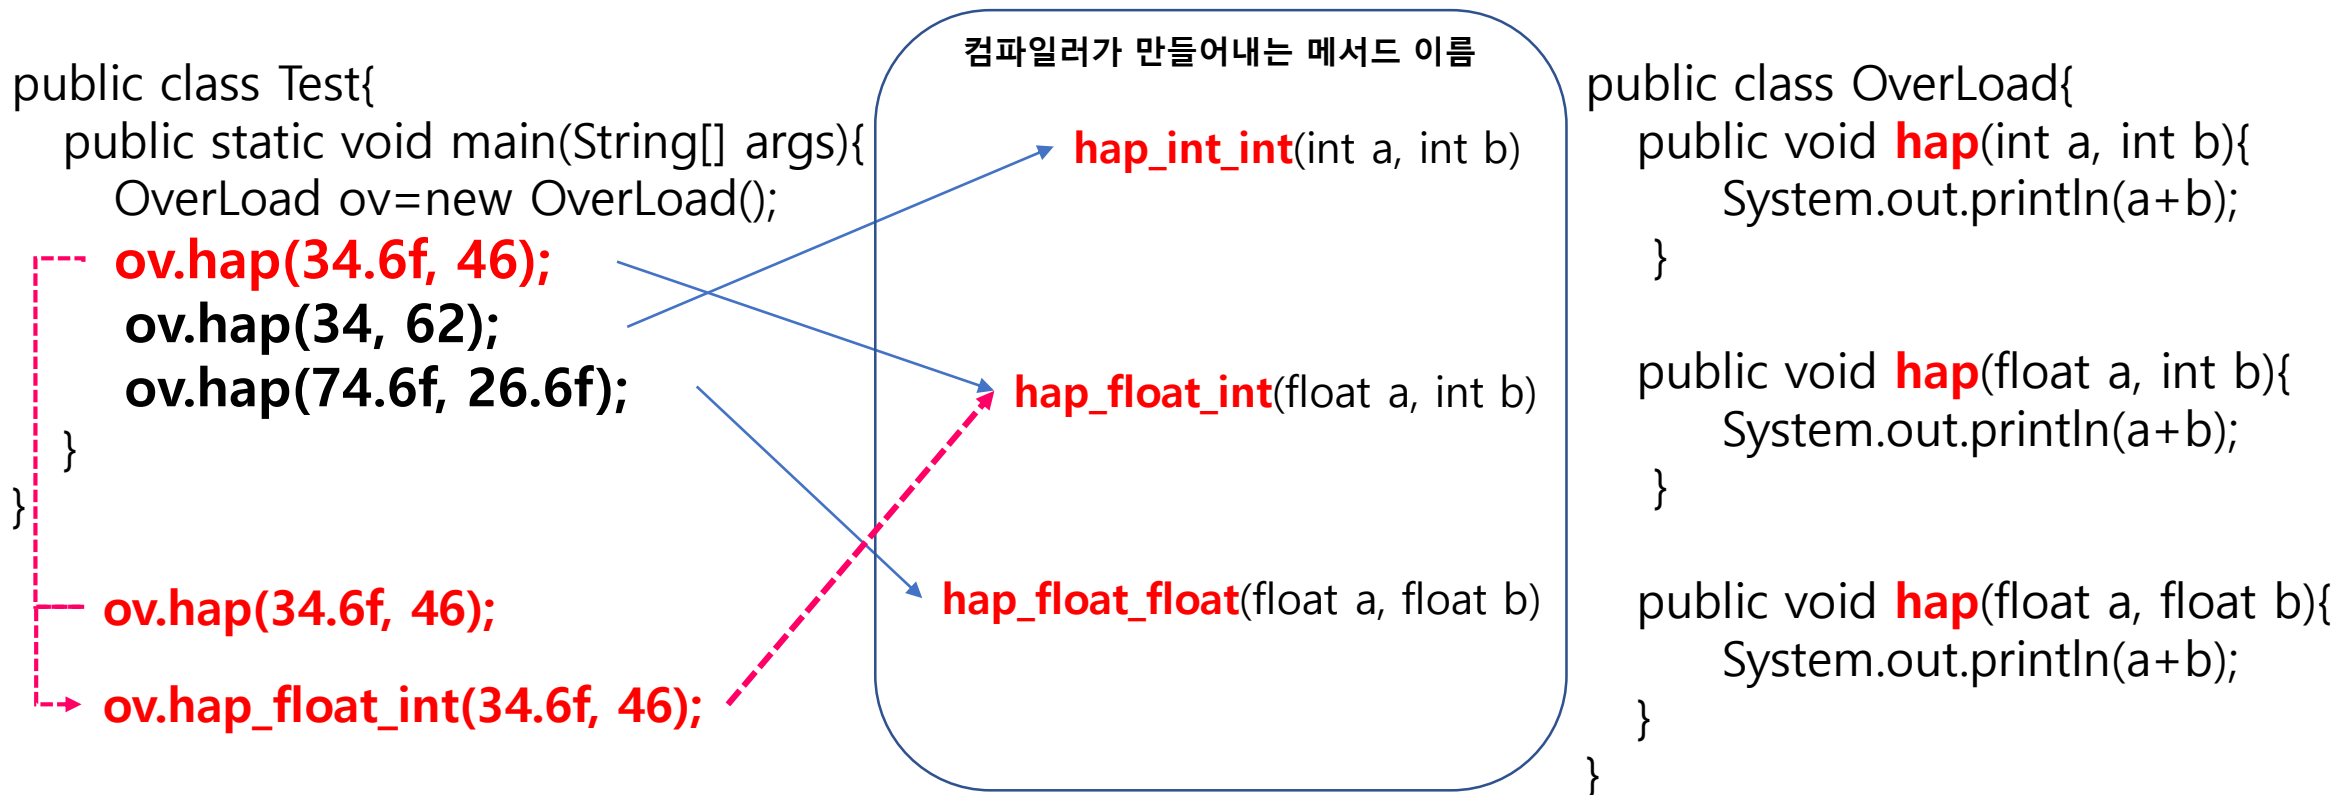 public class Test{
public static void main(String[] args){
OverLoad ov=new OverLoad();
ov.hap(34.6f, 46);
ov.hap(34, 62);
ov.hap(74.6f, 26.6f);
}
}
ov.hap(34.6f, 46);
ov.hap_float_int(34.6f, 46);
컴파일러가 만들어내는 메서드 이름
hap_int_int(int a, int b)
hap_float_int(float a, int b)
hap_float_float(float a, float b)
public class OverLoad{
public void hap(int a, int b){
System.out.println(a+b);
}
public void hap(float a, int b){
System.out.println(a+b);
}
public void hap(float a, float b){
System.out.println(a+b);
}
}